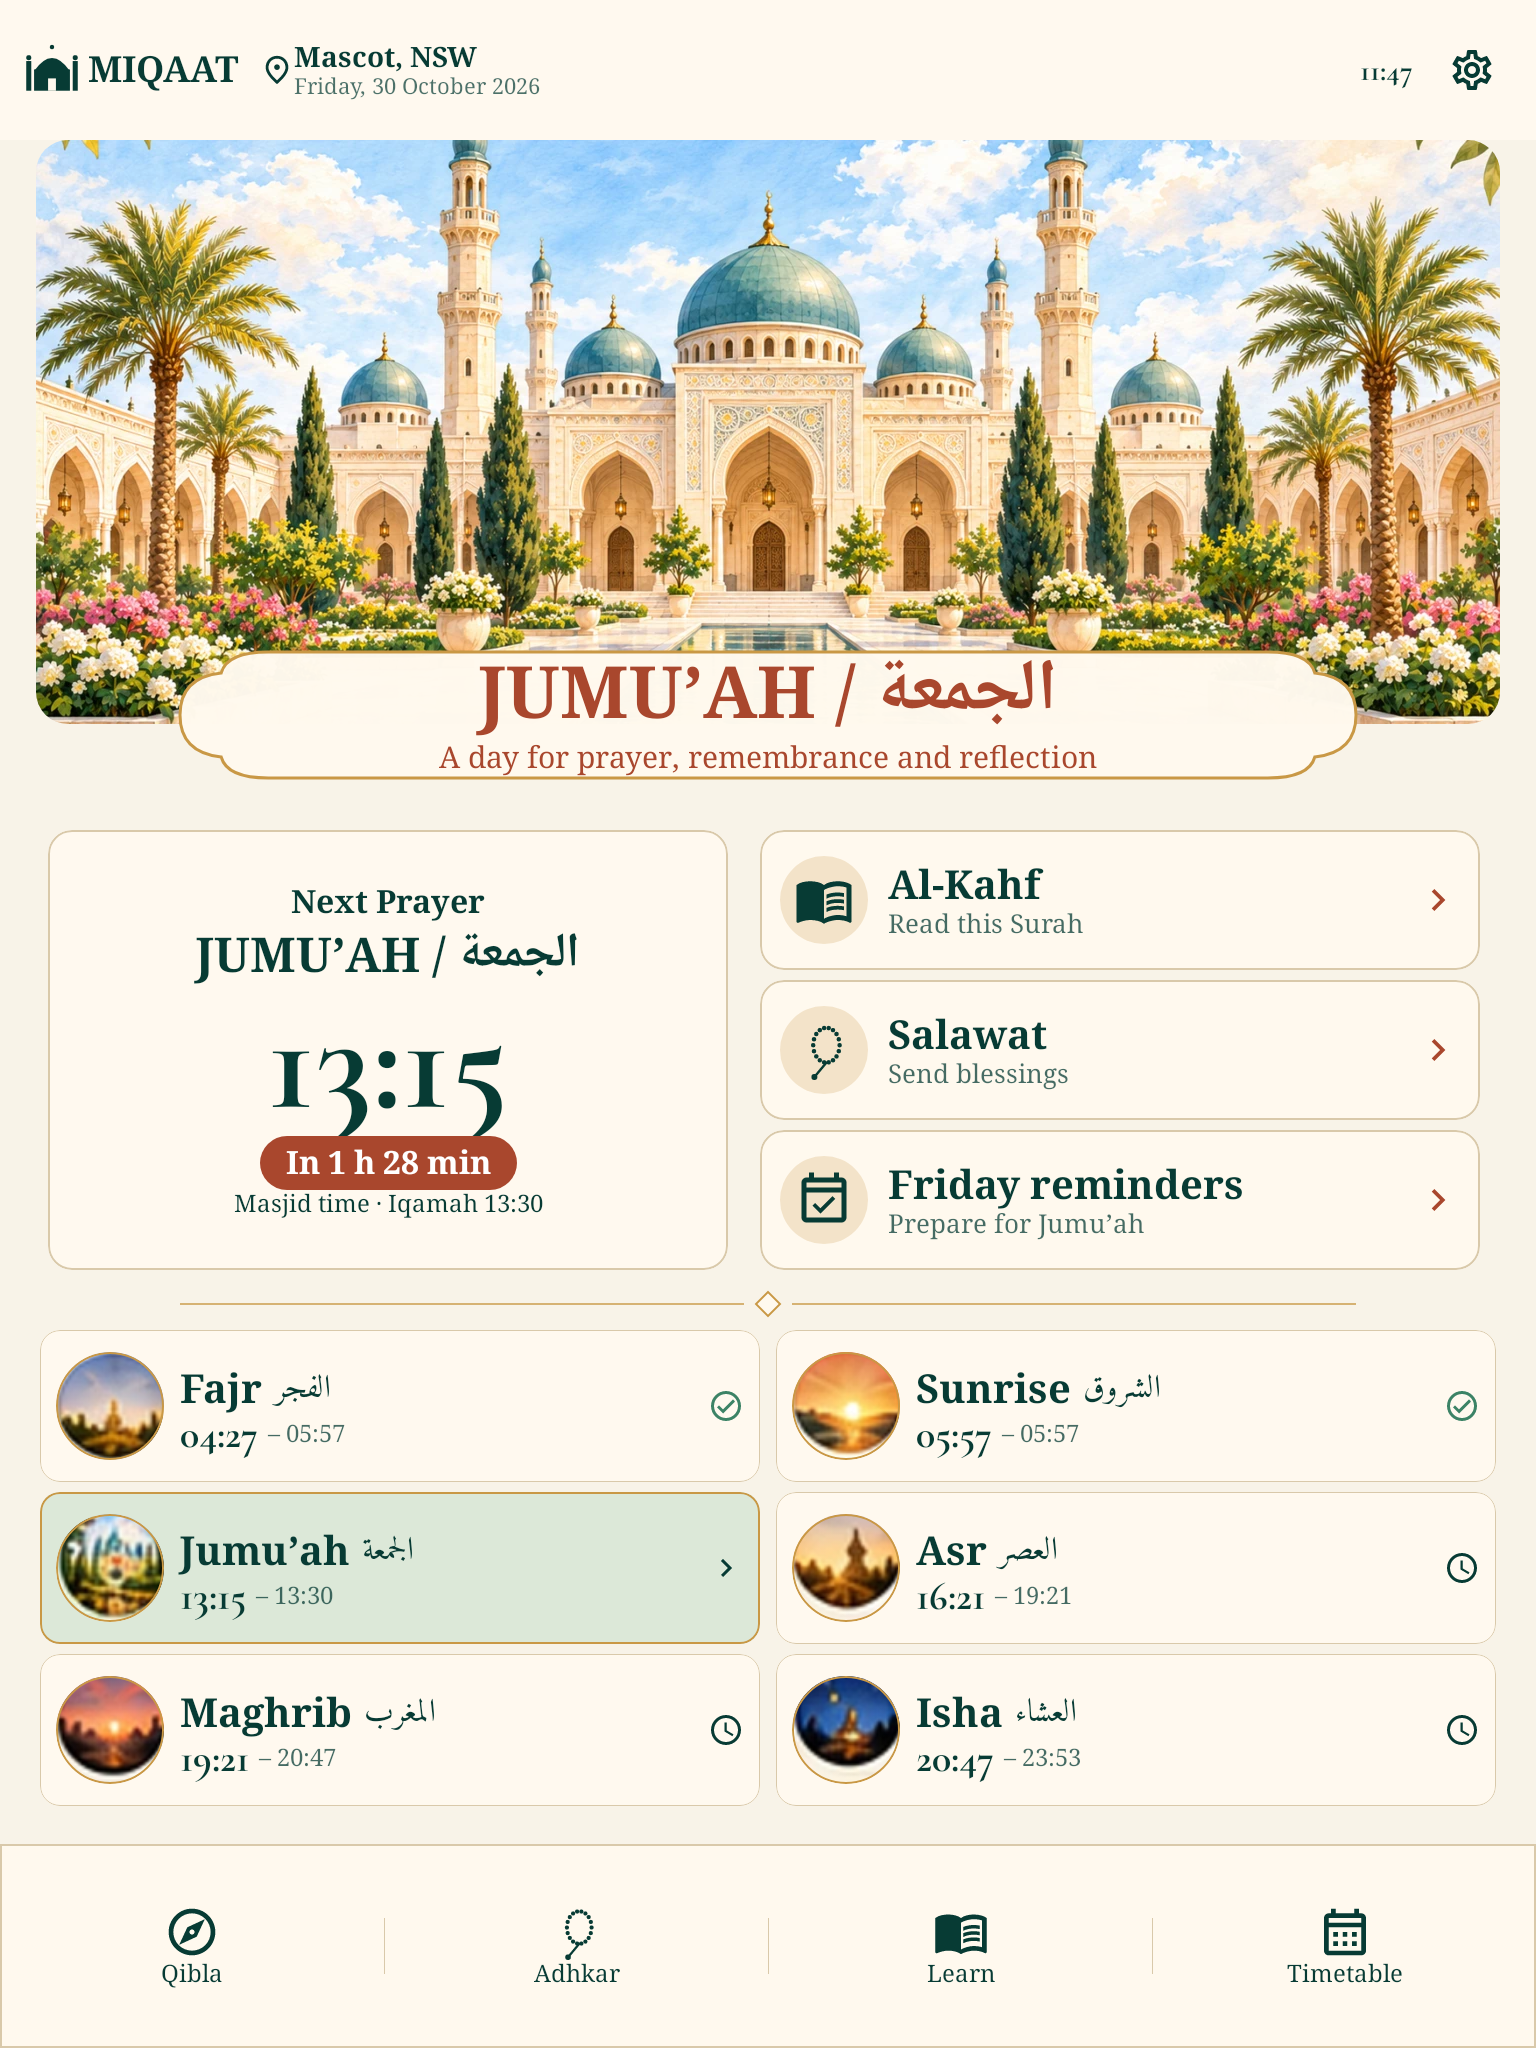 MIQAAT
Mascot, NSW
Friday, 30 October 2026
11:47
JUMU’AH / الجمعة
A day for prayer, remembrance and reflection
Next Prayer
JUMU’AH / الجمعة
13:15
In 1 h 28 min
Masjid time · Iqamah 13:30
Al-Kahf
Read this Surah
Salawat
Send blessings
Friday reminders
Prepare for Jumu’ah
Fajr الفجر
04:27 – 05:57
Sunrise الشروق
05:57 – 05:57
Jumu’ah الجمعة
13:15 – 13:30
Asr العصر
16:21 – 19:21
Maghrib المغرب
19:21 – 20:47
Isha العشاء
20:47 – 23:53
Qibla
Adhkar
Learn
Timetable